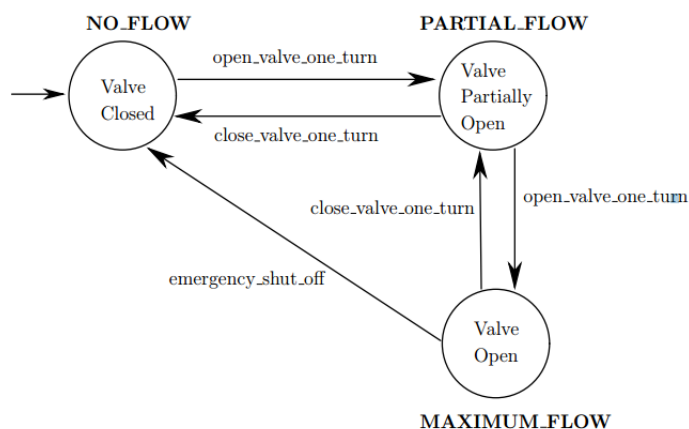 NO_FLOW
PARTIAL_FLOW
open_valve_one_turn
Valve
Closed
Valve
Partially
Open
close_valve_one_turn
close_valve_one_turn
open_valve_one_turn
emergency_shut_off
Valve
Open
MAXIMUM_FLOW